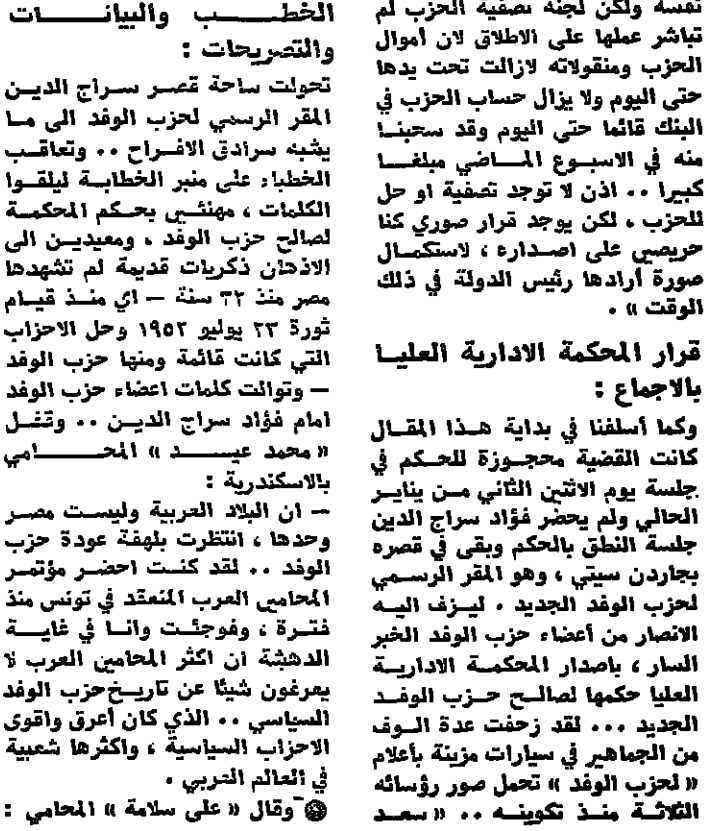 نفسه ولكن لجنة تصفية الحزب لم
تباشر عملها على الاطلاق لان أموال
الحزب ومنقولاته لازالت تحت يدها
حتى اليوم ولا يزال حساب الحزب في
البنك قائما حتى اليوم وقد سحبنا
منه في الاسبوع الماضي مبلغا
كبيرا .. اذن لا توجد تصفية او حل
للحزب ، لكن يوجد قرار صوري كنا
حريصي على اصداره ، لاستكمال
صورة أرادها رئيس الدولة في ذلك
الوقت » .
قرار المحكمة الادارية العليا
بالاجماع :
وكما أسلفنا في بداية هذا المقال
كانت القضية محجوزة للحكم في
جلسة يوم الاثنين الثاني من يناير
الحالي ولم يحضر فؤاد سراج الدين
جلسة النطق بالحكم وبقى في قصره
بجاردن سيتي ، وهو المقر الرسمي
لحزب الوفد الجديد . ليزف اليه
الانصار من أعضاء حزب الوفد الخبر
السار ، باصدار المحكمة الادارية
العليا حكمها لصالح حزب الوفد
الجديد ... لقد زحفت عدة الوف
من الجماهير في سيارات مزينة بأعلام
« لحزب الوفد » تحمل صور رؤسائه
الثلاثة منذ تكوينه .. « سعد
الخطب والبيانات
والتصريحات :
تحولت ساحة قصر سراج الدين
المقر الرسمي لحزب الوفد الى ما
يشبه سرادق الافراح .. وتعاقب
الخطباء على منبر الخطابة ليلقوا
الكلمات ، مهنئين بحكم المحكمة
لصالح حزب الوفد ، ومعيدين الى
الاذهان ذكريات قديمة لم تشهدها
مصر منذ ٣٢ سنة – اي منذ قيام
ثورة ٢٣ يوليو ١٩٥٢ وحل الاحزاب
التي كانت قائمة ومنها حزب الوفد
– وتوالت كلمات اعضاء حزب الوفد
امام فؤاد سراج الدين .. وقال
« محمد عيد » المحامي
بالاسكندرية :
– ان البلاد العربية وليست مصر
وحدها ، انتظرت بلهفة عودة حزب
الوفد .. لقد كنت احضر مؤتمر
المحامين العرب المنعقد في تونس منذ
فترة ، وفوجئت وانا في غاية
الدهشة ان اكثر المحامين العرب لا
يعرفون شيئا عن تاريخ حزب الوفد
السياسي .. الذي كان أعرق واقوى
الاحزاب السياسية ، واكثرها شعبية
في العالم العربي .
وقال « على سلامة » المحامي :